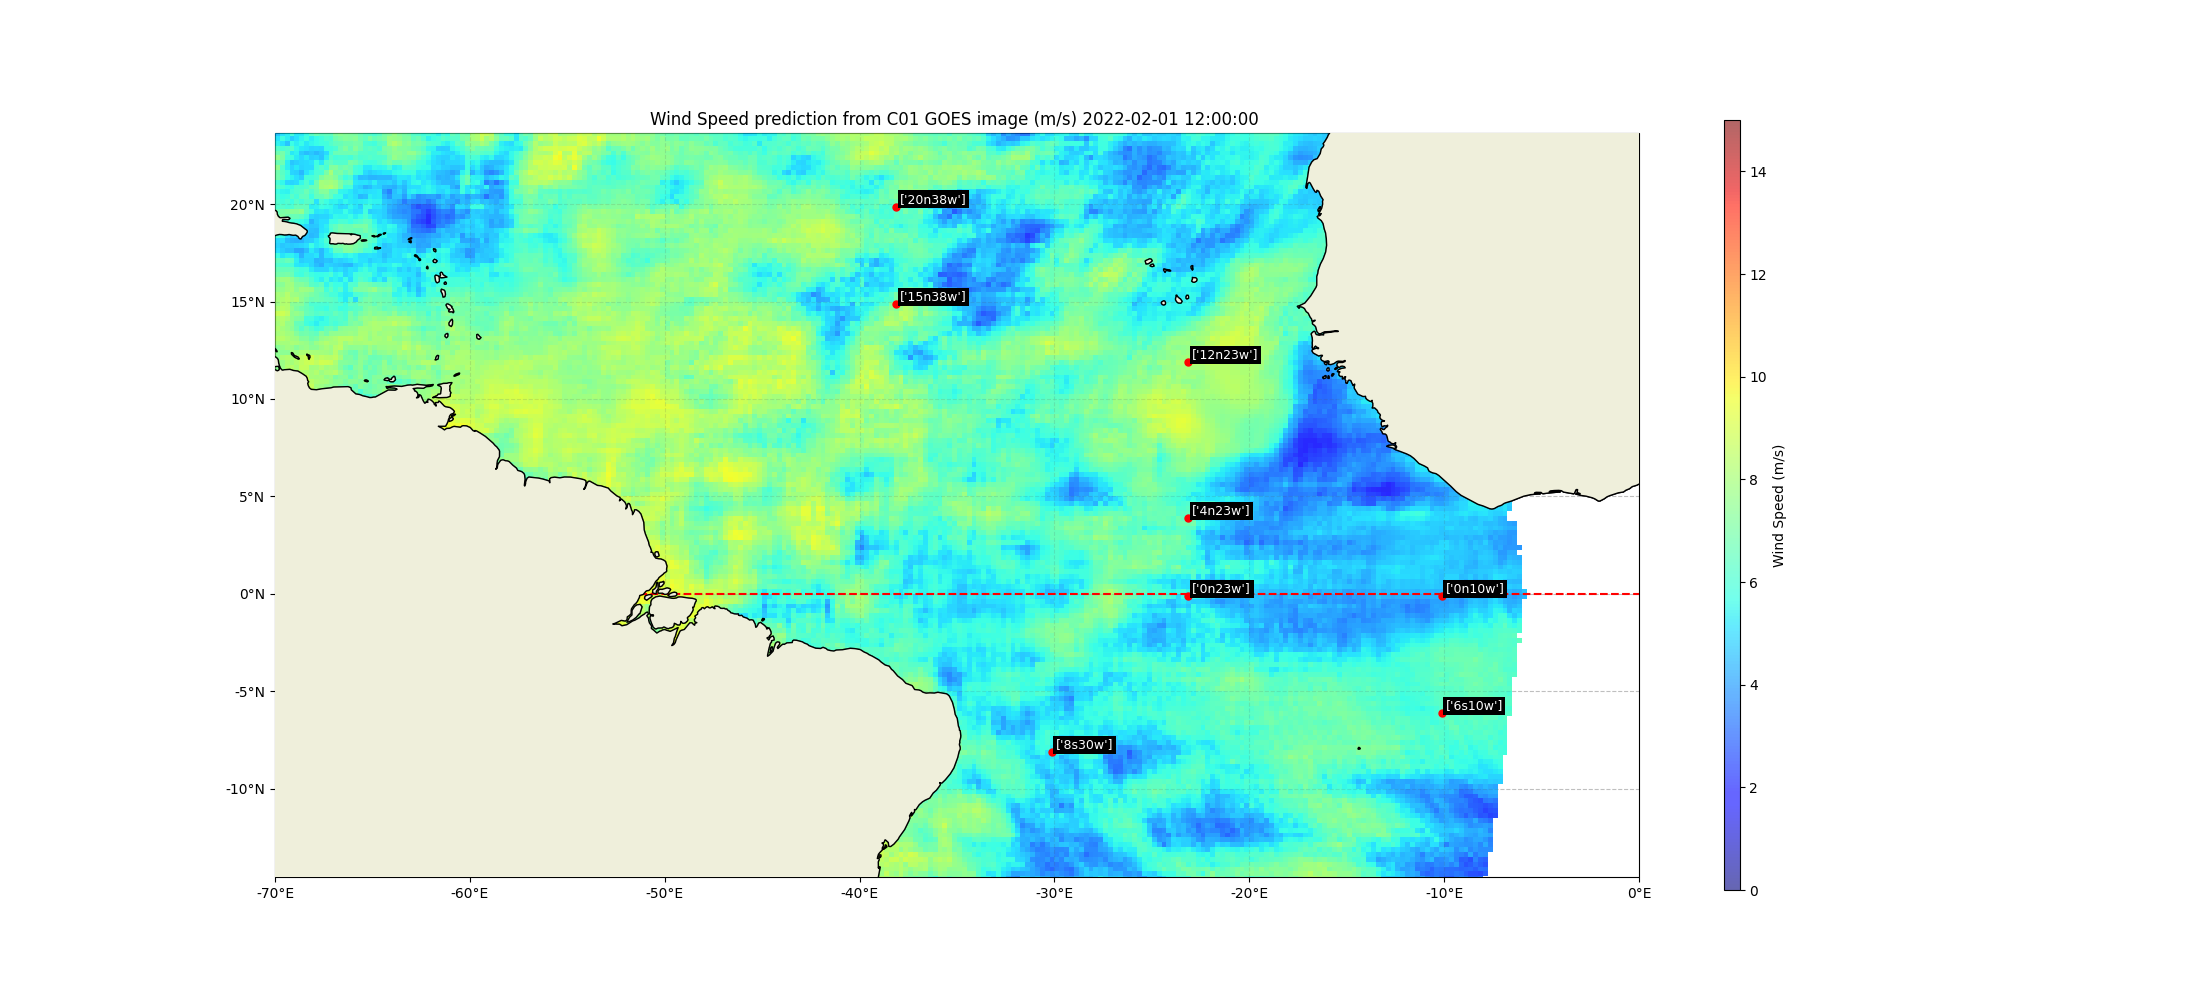 Wind Speed prediction from C01 GOES image (m/s) 2022-02-01 12:00:00
20°N
15°N
10°N
5°N
0°N
-5°N
-10°N
-70°E
-60°E
-50°E
-40°E
-30°E
-20°E
-10°E
0°E
['20n38w']
['15n38w']
['12n23w']
['4n23w']
['0n23w']
['0n10w']
['6s10w']
['8s30w']
14
12
10
8
6
4
2
0
Wind Speed (m/s)